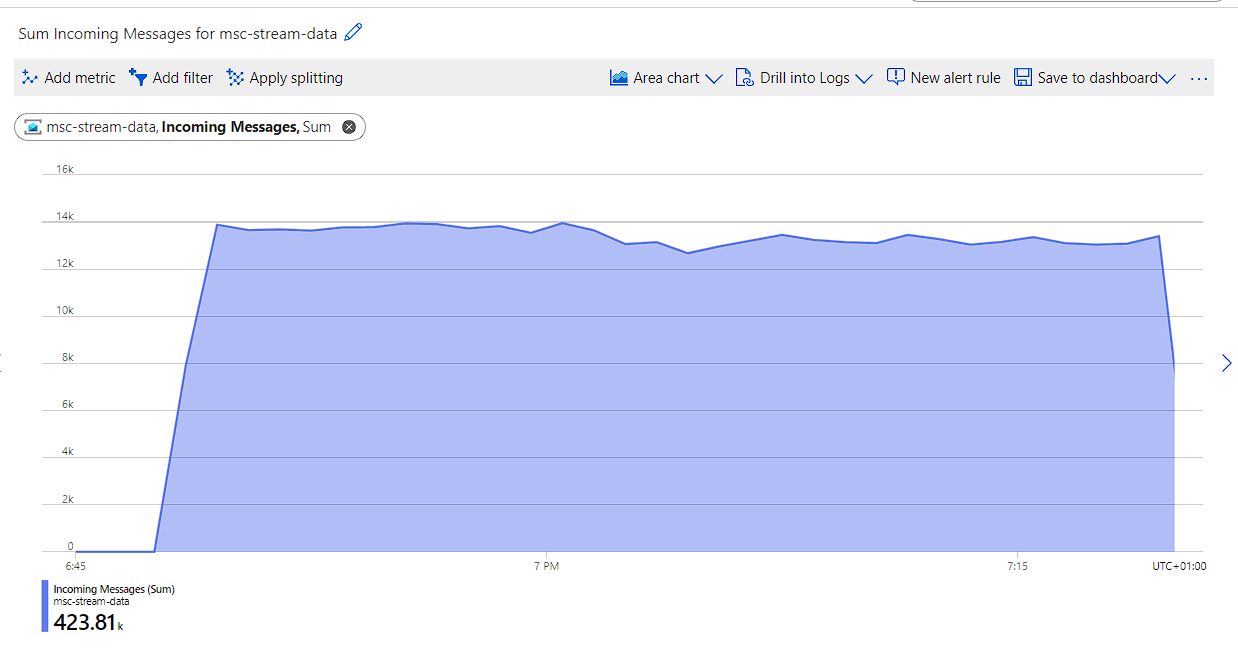 Sum Incoming Messages for msc-stream-data
Add metric Add filter Apply splitting Area chart Drill into Logs New alert rule Save to dashboard ...
msc-stream-data, Incoming Messages, Sum
16k
14k
12k
10k
8k
6k
4k
2k
0
6:45 7 PM 7:15 UTC+01:00
Incoming Messages (Sum)
msc-stream-data
423.81 k